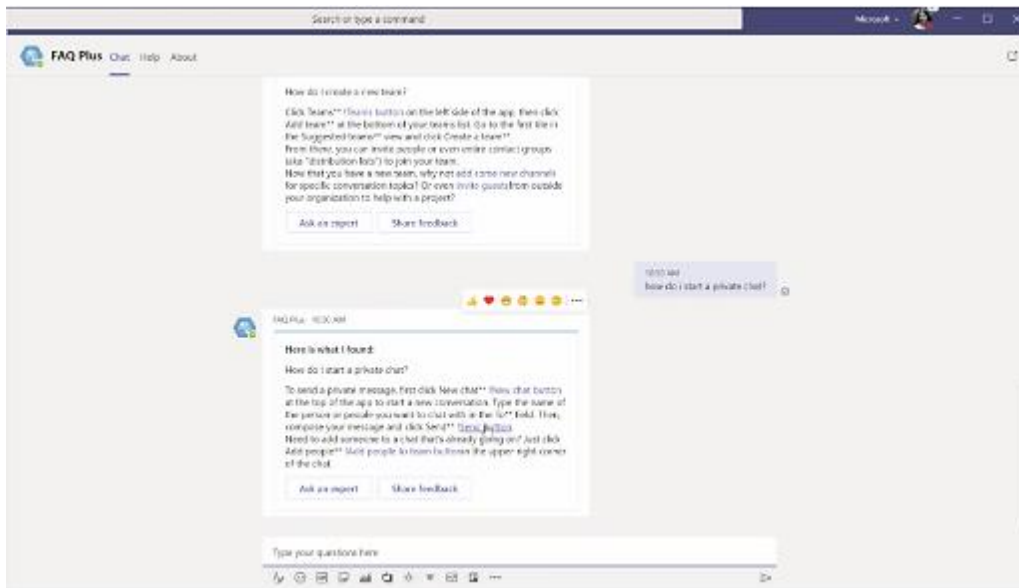 Search or type a command
Microsoft
FAQ Plus Chat Help About
How do I create a new team?
Click Teams** !Teams button on the left side of the app, then click
Add team** at the bottom of your teams list. Go to the first tile in
the Suggested teams** view and click Create a team**
From there, you can invite people or even entire contact groups
(aka "distribution lists") to join your team.
Now that you have a new team, why not add some new channels
for specific conversation topics? Or even invite guests from outside
your organization to help with a project?
Ask an expert Share feedback
10:30 AM
how do i start a private chat?
FAQ Plus 10:30 AM
Here is what I found:
How do I start a private chat?
To send a private message, first click New chat** !New chat button
at the top of the app to start a new conversation. Type the name of
the person or people you want to chat with in the To** field. Then,
compose your message and click Send** !Send button.
Need to add someone to a chat that's already going on? Just click
Add people** !Add people to team button in the upper right corner
of the chat.
Ask an expert Share feedback
Type your questions here